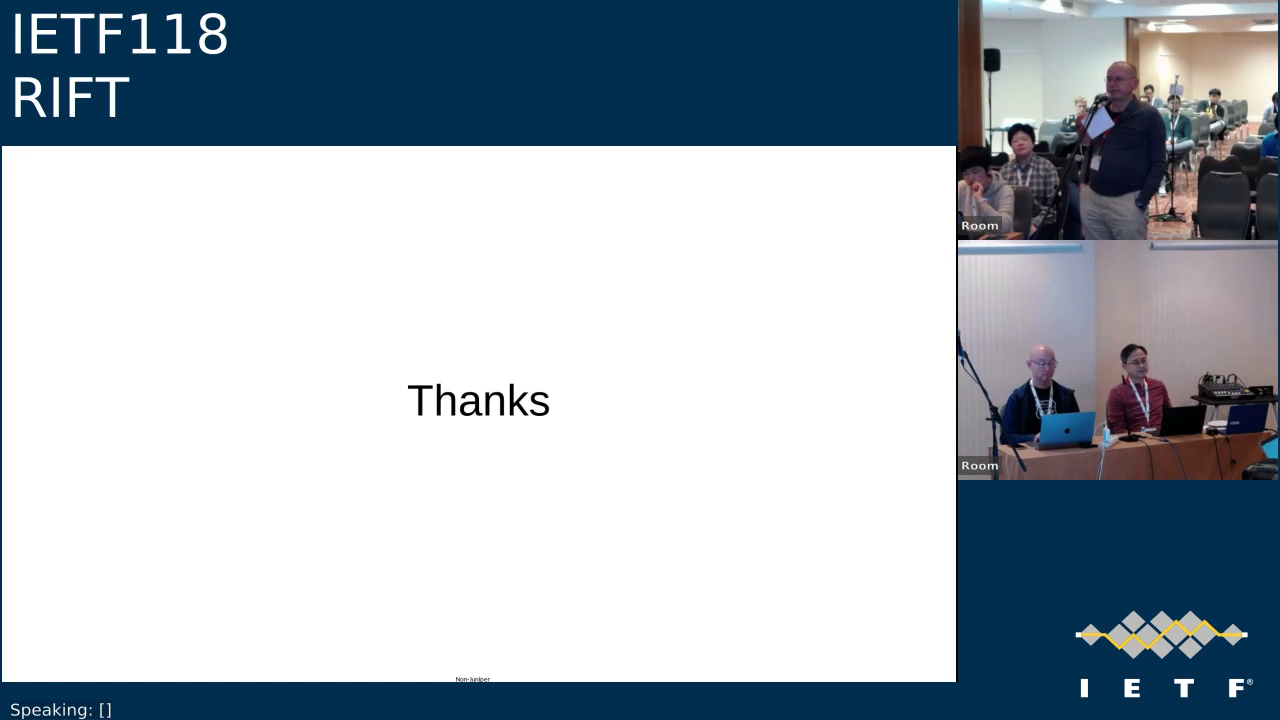 IETF118
RIFT
Room
Thanks
Room
Non-Juniper
I E T F®
Speaking: []